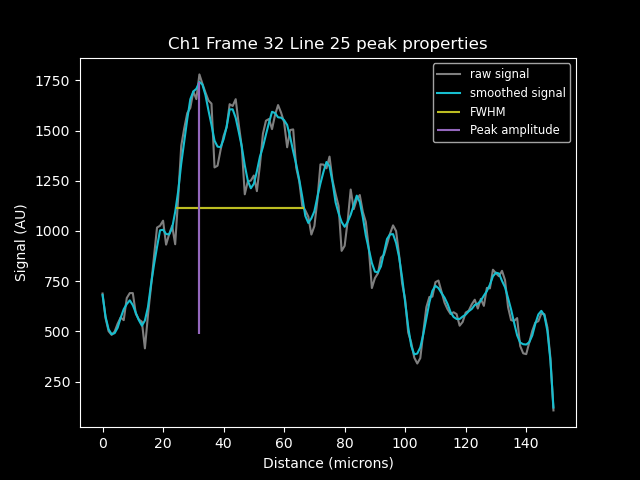 Ch1 Frame 32 Line 25 peak properties
raw signal
smoothed signal
FWHM
Peak amplitude
Signal (AU)
1750
1500
1250
1000
750
500
250
0 20 40 60 80 100 120 140
Distance (microns)